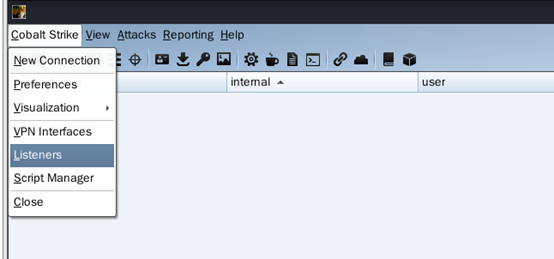 Cobalt Strike View Attacks Reporting Help
New Connection
Preferences
internal user
Visualization
VPN Interfaces
Listeners
Script Manager
Close